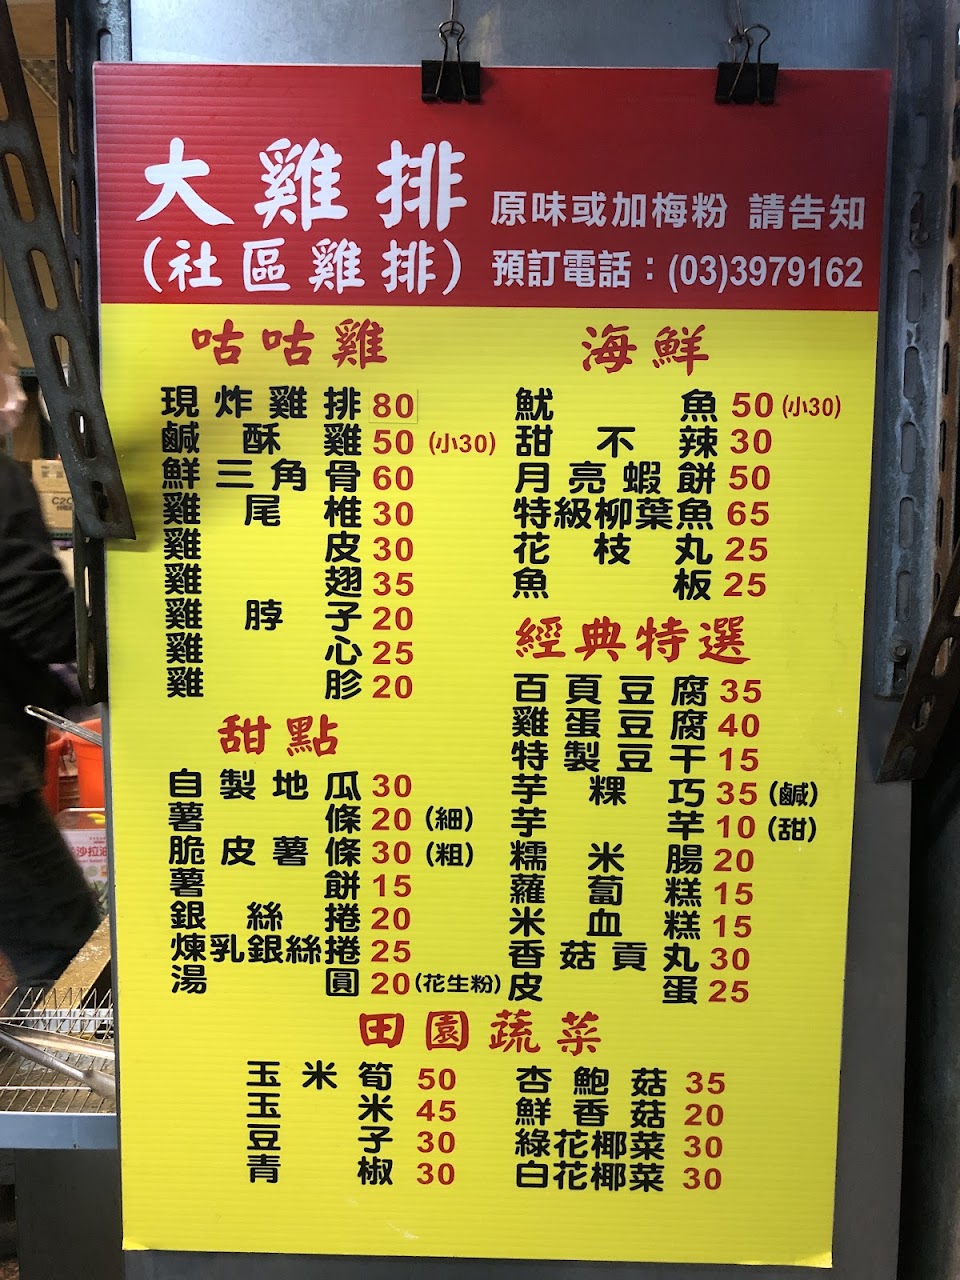 大雞排
(社區雞排)
原味或加梅粉 請告知
預訂電話：(03)3979162
咕咕雞
現炸雞排 80
鹹酥雞 50 (小30)
鮮三角骨 60
雞尾椎 30
雞皮 30
雞翅 35
雞脖子 20
雞心 25
雞胗 20
甜點
自製地瓜 30
薯條 20 (細)
脆皮薯條 30 (粗)
薯餅 15
銀絲捲 20
煉乳銀絲捲 25
湯圓 20 (花生粉)
海鮮
魷魚 50 (小30)
甜不辣 30
月亮蝦餅 50
特級柳葉魚 65
花枝丸 25
魚板 25
經典特選
百頁豆腐 35
雞蛋豆腐 40
特製豆干 15
芋粿巧 35 (鹹)
芋芊 10 (甜)
糯米腸 20
蘿蔔糕 15
米血糕 15
香菇貢丸 30
皮蛋 25
田園蔬菜
玉米筍 50
玉米 45
豆子 30
青椒 30
杏鮑菇 35
鮮香菇 20
綠花椰菜 30
白花椰菜 30